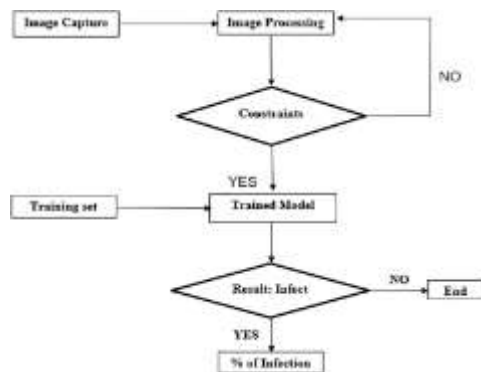 Image Capture
Image Processing
NO
Constraints
YES
Training set
Trained Model
Result: Infect
NO
End
YES
% of Infection